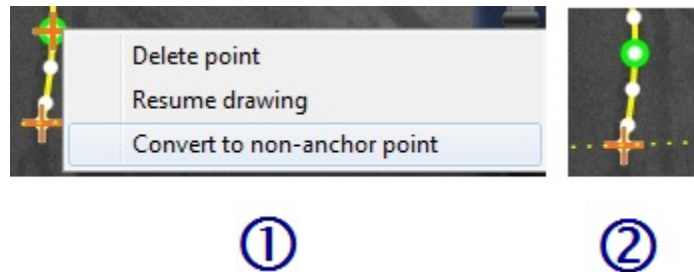 Delete point
Resume drawing
Convert to non-anchor point
① ②